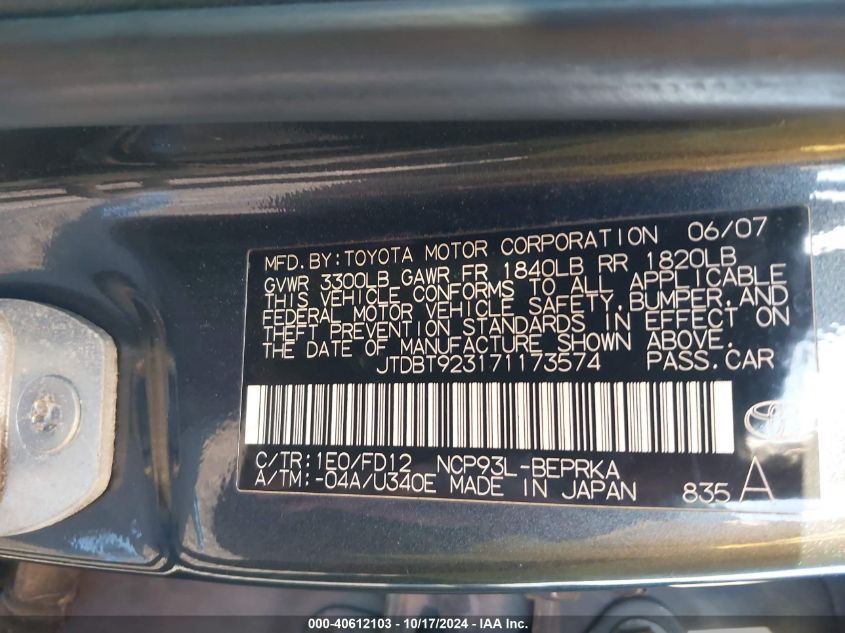 MFD.BY:TOYOTA MOTOR CORPORATION 06/07
GVWR 3300LB GAWR FR 1840LB RR 1820LB
THIS VEHICLE CONFORMS TO ALL APPLICABLE
FEDERAL MOTOR VEHICLE SAFETY,BUMPER,AND
THEFT PREVENTION STANDARDS IN EFFECT ON
THE DATE OF MANUFACTURE SHOWN ABOVE.
JTDBT923171173574 PASS.CAR
C/TR:1E0/FD12 NCP93L-BEPRKA
A/TM:-04A/U340E MADE IN JAPAN 835 A
000-40612103 - 10/17/2024 - IAA Inc.